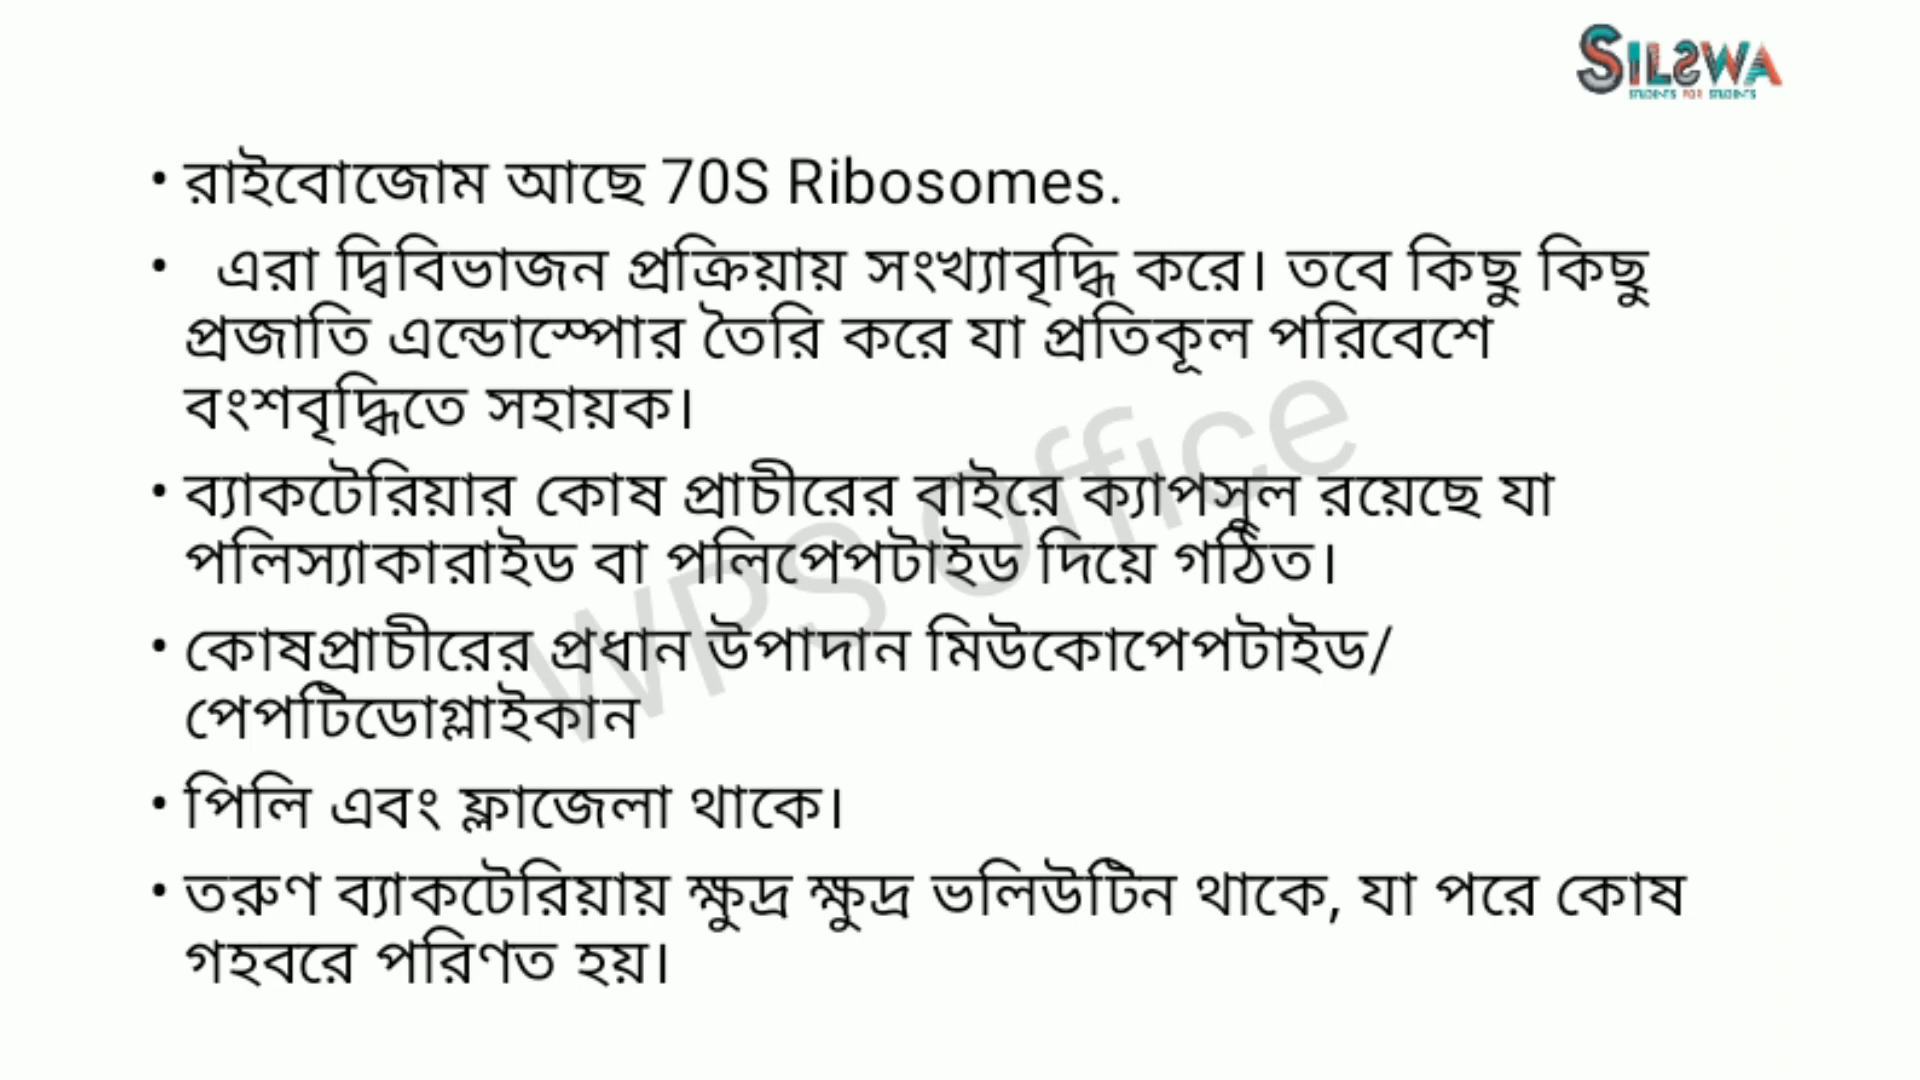 SILSWA
STUDENTS FOR STUDENTS
• রাইবোজোম আছে 70S Ribosomes.
• এরা দ্বিবিভাজন প্রক্রিয়ায় সংখ্যাবৃদ্ধি করে। তবে কিছু কিছু
প্রজাতি এন্ডোস্পোর তৈরি করে যা প্রতিকূল পরিবেশে
বংশবৃদ্ধিতে সহায়ক।
• ব্যাকটেরিয়ার কোষ প্রাচীরের বাইরে ক্যাপসুল রয়েছে যা
পলিস্যাকারাইড বা পলিপেপটাইড দিয়ে গঠিত।
• কোষপ্রাচীরের প্রধান উপাদান মিউকোপেপটাইড/
পেপটিডোগ্লাইকান
• পিলি এবং ফ্লাজেলা থাকে।
• তরুণ ব্যাকটেরিয়ায় ক্ষুদ্র ক্ষুদ্র ভলিউটিন থাকে, যা পরে কোষ
গহবরে পরিণত হয়।
WPS Office